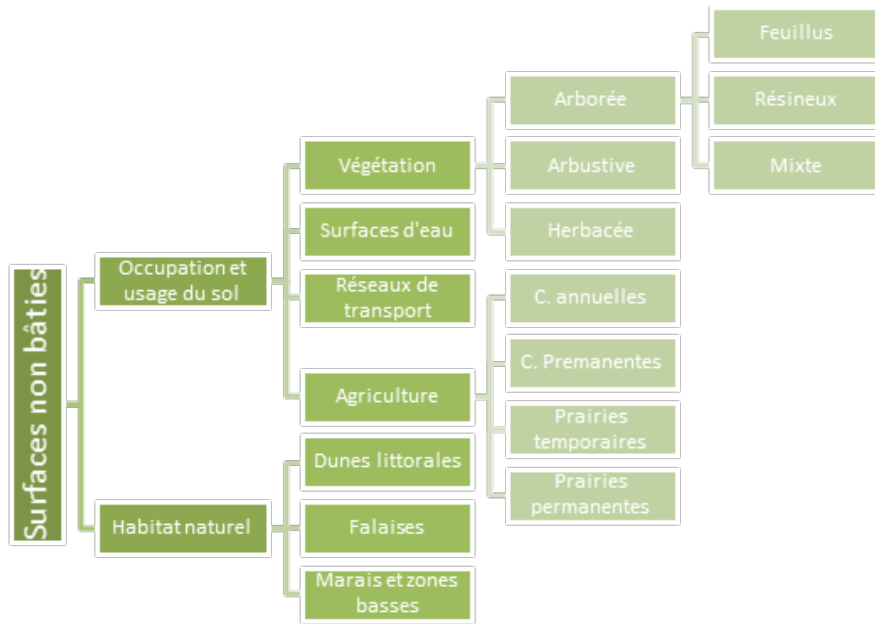 Surfaces non bâties
Occupation et
usage du sol
Végétation
Arborée
Feuillus
Résineux
Mixte
Arbustive
Herbacée
Surfaces d'eau
Réseaux de
transport
Agriculture
C. annuelles
C. Premanentes
Prairies
temporaires
Prairies
permanentes
Habitat naturel
Dunes littorales
Falaises
Marais et zones
basses